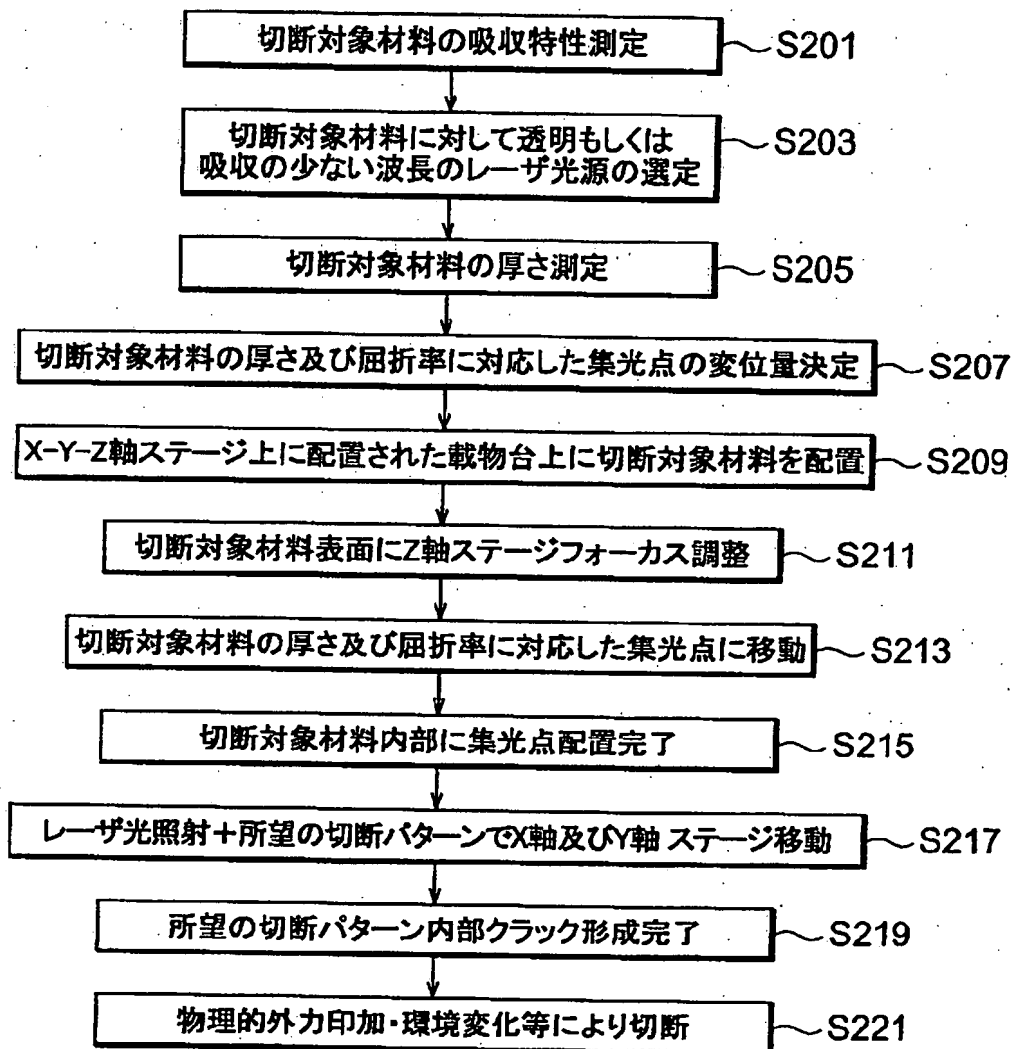 切断対象材料の吸収特性測定 S201
切断対象材料に対して透明もしくは
吸収の少ない波長のレーザ光源の選定 S203
切断対象材料の厚さ測定 S205
切断対象材料の厚さ及び屈折率に対応した集光点の変位量決定 S207
X-Y-Z軸ステージ上に配置された載物台上に切断対象材料を配置 S209
切断対象材料表面にZ軸ステージフォーカス調整 S211
切断対象材料の厚さ及び屈折率に対応した集光点に移動 S213
切断対象材料内部に集光点配置完了 S215
レーザ光照射+所望の切断パターンでX軸及びY軸 ステージ移動 S217
所望の切断パターン内部クラック形成完了 S219
物理的外力印加・環境変化等により切断 S221